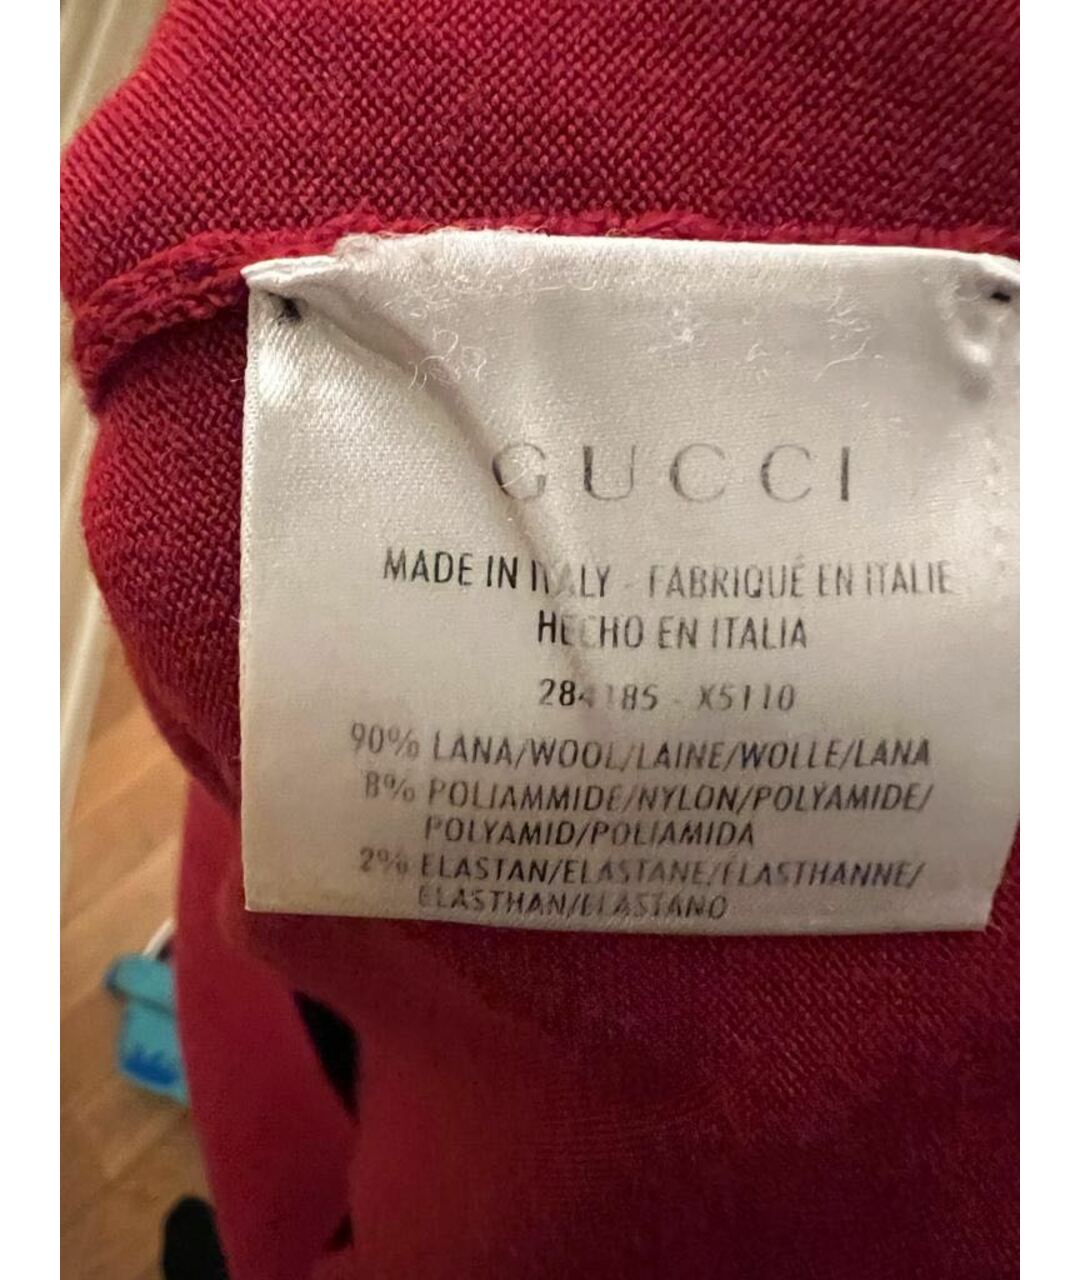 GUCCI
MADE IN ITALY - FABRIQUÉ EN ITALIE
HECHO EN ITALIA
284185 - X5110
90% LANA/WOOL/LAINE/WOLLE/LANA
8% POLIAMMIDE/NYLON/POLYAMIDE/
POLYAMID/POLIAMIDA
2% ELASTAN/ELASTANE/ÉLASTHANNE/
ELASTHAN/ELASTANO